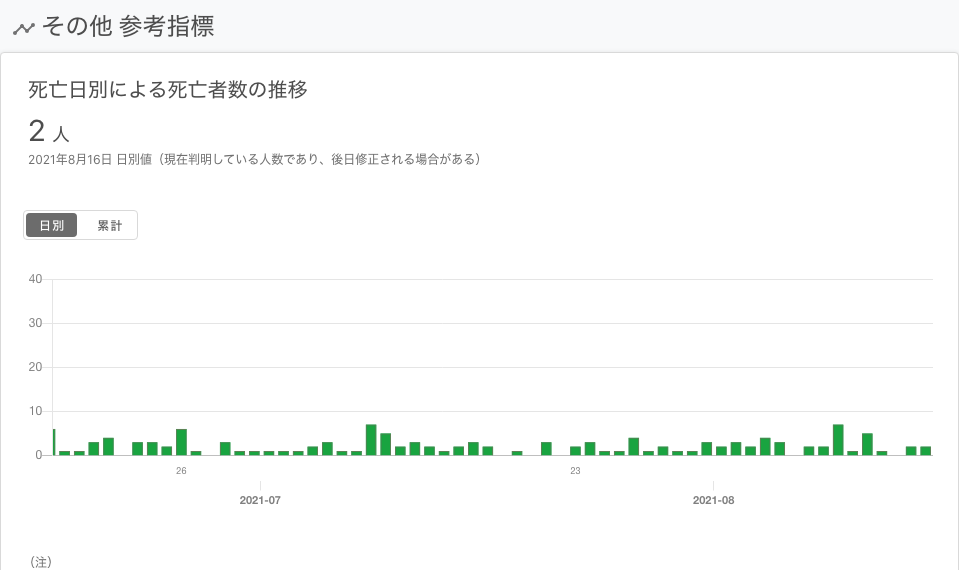 その他 参考指標
死亡日別による死亡者数の推移
2 人
2021年8月16日 日別値（現在判明している人数であり、後日修正される場合がある）
日別 累計
40
30
20
10
0
26 23
2021-07 2021-08
（注）